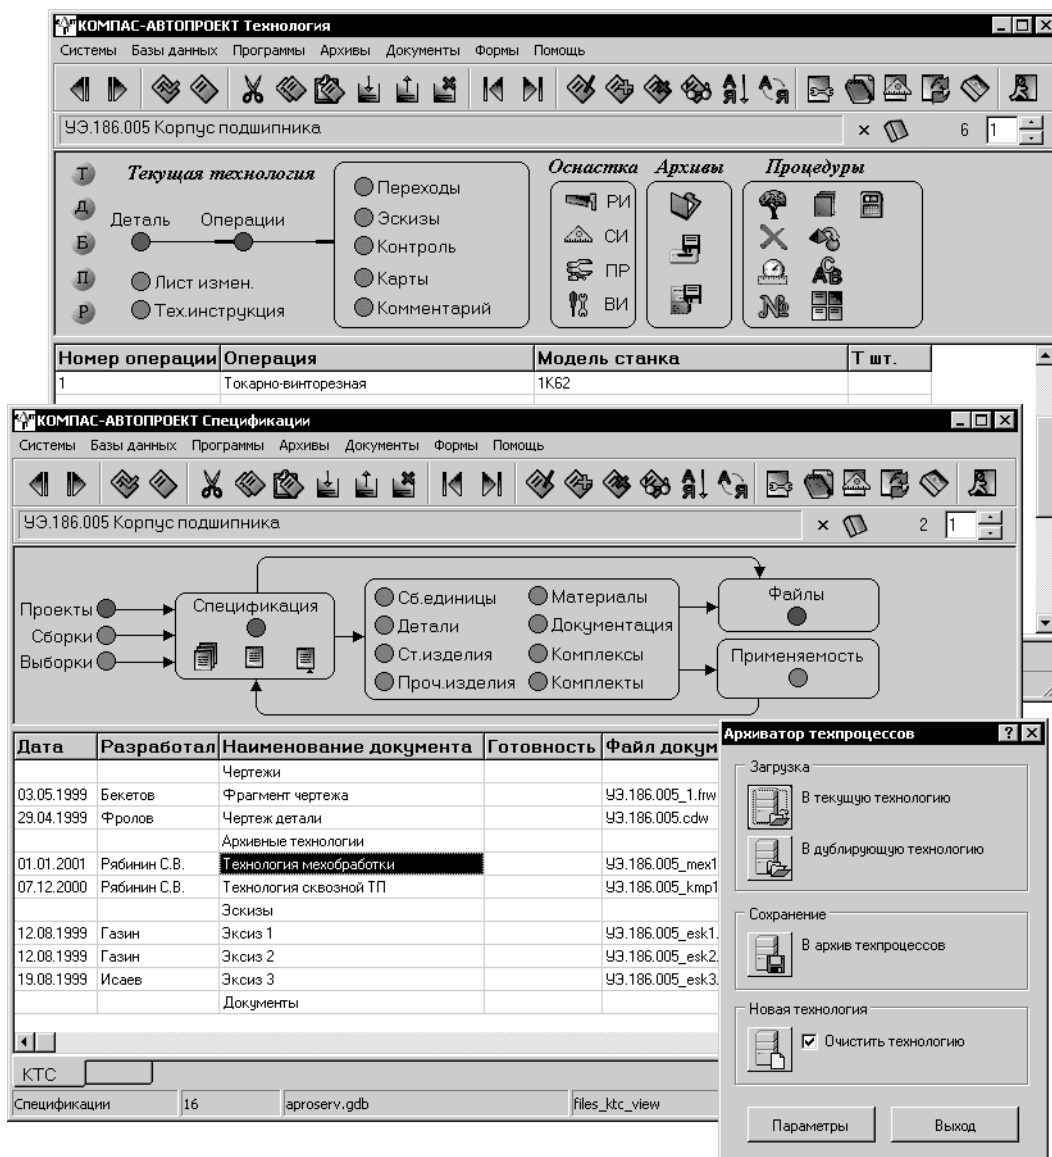 КОМПАС-АВТОПРОЕКТ Технология
Системы Базы данных Программы Архивы Документы Формы Помощь
УЭ.186.005 Корпус подшипника 6 1
Текущая технология Оснастка Архивы Процедуры
Т
Д
Б
П
Р
Деталь Операции
Лист измен.
Тех.инструкция
Переходы
Эскизы
Контроль
Карты
Комментарий
РИ
СИ
ПР
ВИ
Номер операции Операция Модель станка Т шт.
1 Токарно-винторезная 1К62
КОМПАС-АВТОПРОЕКТ Спецификации
Системы Базы данных Программы Архивы Документы Формы Помощь
УЭ.186.005 Корпус подшипника 2 1
Проекты
Сборки
Выборки
Спецификация
Сб.единицы Материалы
Детали Документация
Ст.изделия Комплексы
Проч.изделия Комплекты
Файлы
Применяемость
Дата Разработал Наименование документа Готовность Файл докум
Чертежи
03.05.1999 Бекетов Фрагмент чертежа УЭ.186.005_1.frw
29.04.1999 Фролов Чертеж детали УЭ.186.005.cdw
Архивные технологии
01.01.2001 Рябинин С.В. Технология мехобработки УЭ.186.005_mex1
07.12.2000 Рябинин С.В. Технология сквозной ТП УЭ.186.005_kmp1
Эскизы
12.08.1999 Газин Эксиз 1 УЭ.186.005_esk1.
12.08.1999 Газин Эксиз 2 УЭ.186.005_esk2.
19.08.1999 Исаев Эксиз 3 УЭ.186.005_esk3.
Документы
КТС
Спецификации 16 aproserv.gdb files_ktc_view
Архиватор техпроцессов
Загрузка
В текущую технологию
В дублирующую технологию
Сохранение
В архив техпроцессов
Новая технология
Очистить технологию
Параметры Выход